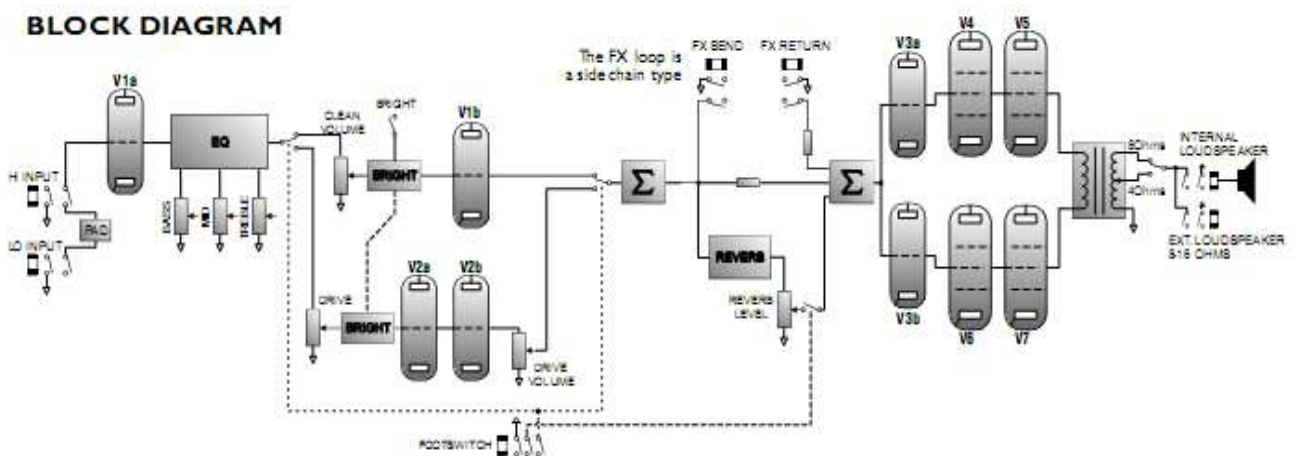 BLOCK DIAGRAM
V1a
EQ
BASS
MID
TREBLE
HI INPUT
PAD
LO INPUT
CLEAN
VOLUME
BRIGHT
BRIGHT
V1b
DRIVE
BRIGHT
V2a
V2b
DRIVE
VOLUME
FOOTSWITCH
Σ
The FX loop is
a side chain type
FX SEND
FX RETURN
REVERB
REVERB
LEVEL
Σ
V3a
V4
V5
V3b
V6
V7
8Ohms
4Ohms
INTERNAL
LOUDSPEAKER
EXT. LOUDSPEAKER
8/16 OHMS